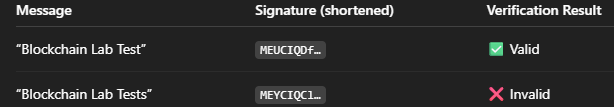 Message Signature (shortened) Verification Result
“Blockchain Lab Test” MEUCIQDf… ✅ Valid
“Blockchain Lab Tests” MEYCIQCl… ❌ Invalid